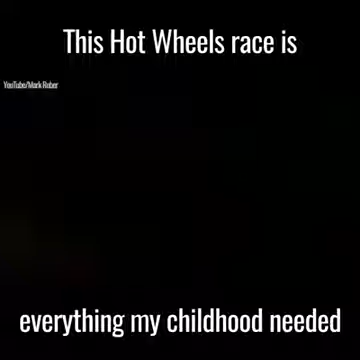 This Hot Wheels race is
YouTube/Mark Rober
everything my childhood needed